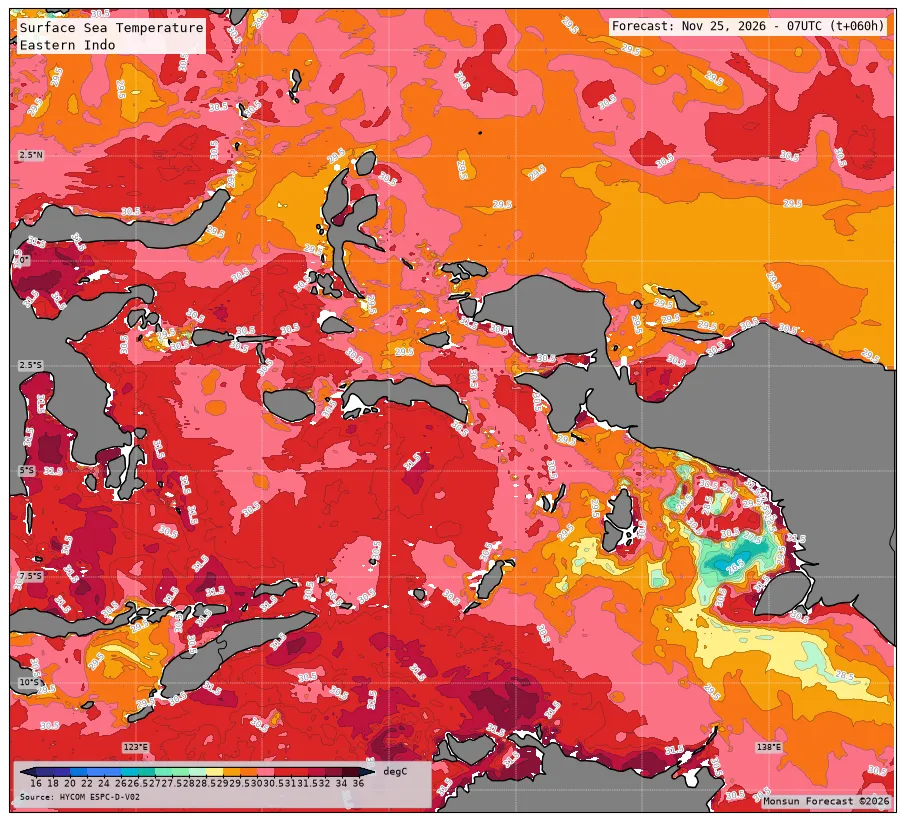 Surface Sea Temperature
Eastern Indo
Forecast: Nov 25, 2026 - 07UTC (t+060h)
2.5°N
0°
2.5°S
5°S
7.5°S
10°S
123°E
138°E
degC
16 18 20 22 24 26 26.5 27 27.5 28 28.5 29 29.5 30 30.5 31 31.5 32 34 36
Source: HYCOM ESPC-D-V02
Monsun Forecast ©2026